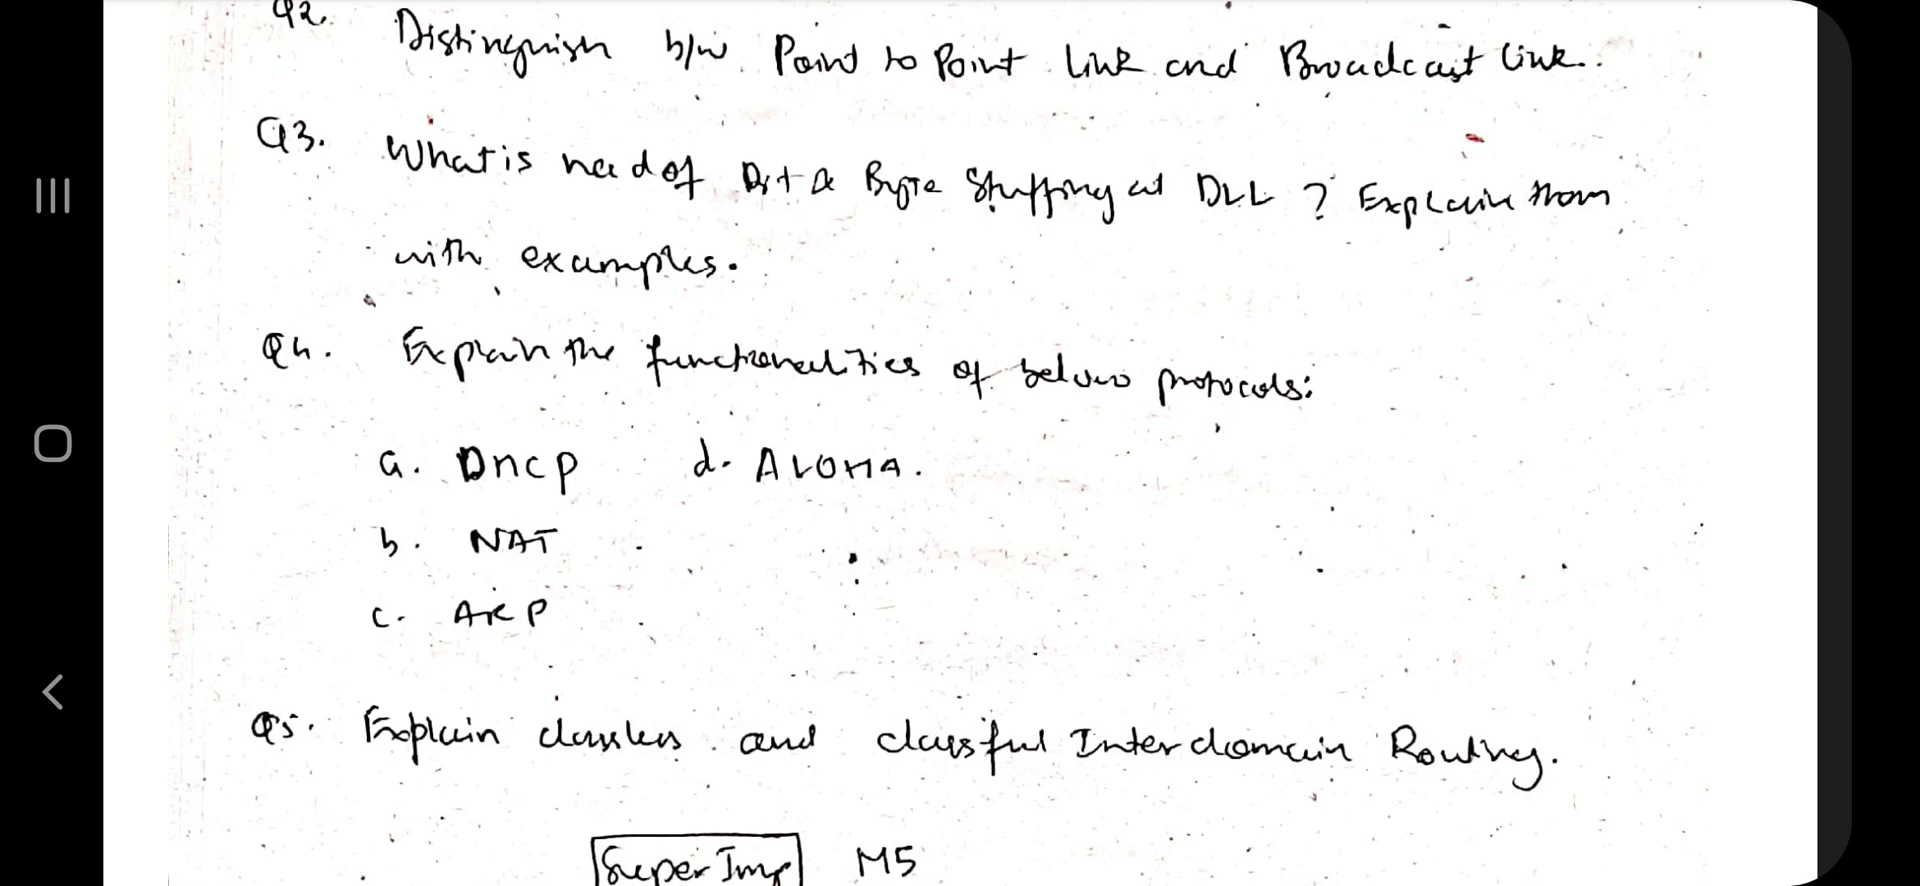 Q2. Distinguish b/w Point to Point Link and Broadcast Link.
Q3. What is need of Bit & Byte Stuffing at DLL ? Explain them
with examples.
Q4. Explain the functionalities of below protocols:
a. DHCP d. ALOHA.
b. NAT
c. ARP
Q5. Explain classless and classful Interdomain Routing.
Super Imp M5